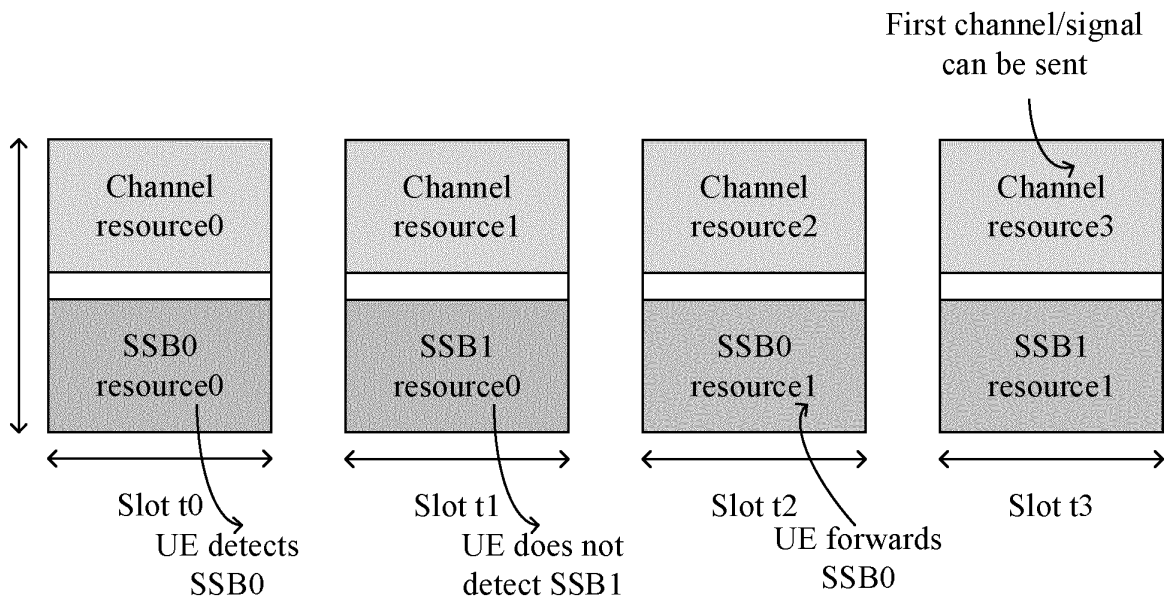 First channel/signal
can be sent
Channel
resource0
Channel
resource1
Channel
resource2
Channel
resource3
SSB0
resource0
SSB1
resource0
SSB0
resource1
SSB1
resource1
Slot t0
Slot t1
Slot t2
Slot t3
UE detects
SSB0
UE does not
detect SSB1
UE forwards
SSB0